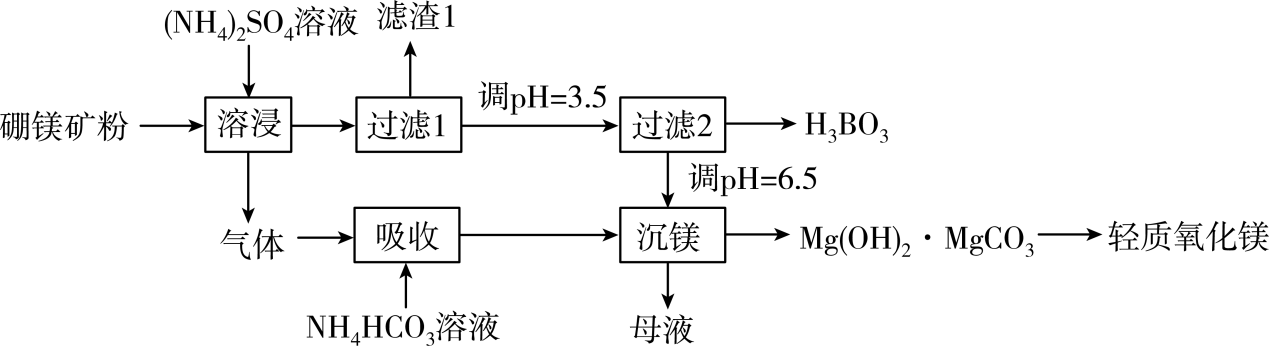 (NH4)2SO4溶液
滤渣1
硼镁矿粉
溶浸
过滤1
调pH=3.5
过滤2
H3BO3
调pH=6.5
气体
吸收
沉镁
Mg(OH)2·MgCO3
轻质氧化镁
NH4HCO3溶液
母液